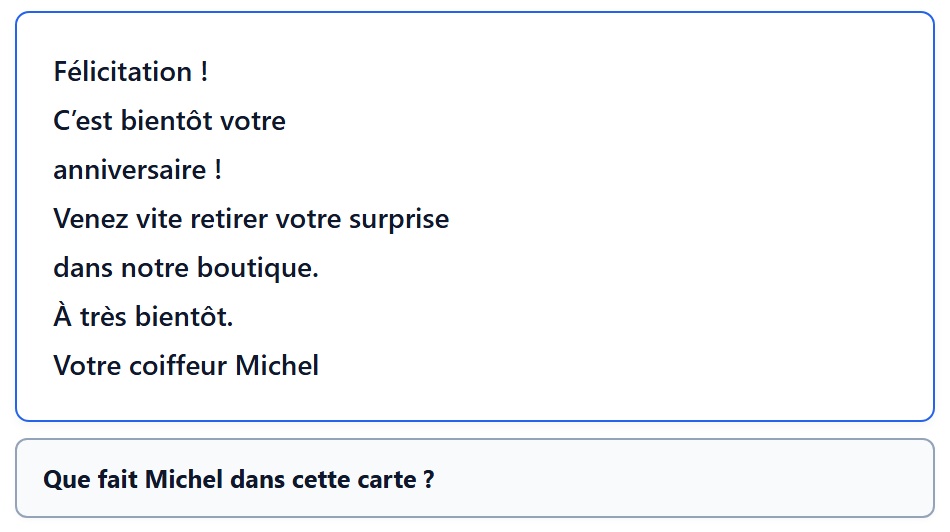 Félicitation !
C’est bientôt votre
anniversaire !
Venez vite retirer votre surprise
dans notre boutique.
À très bientôt.
Votre coiffeur Michel
Que fait Michel dans cette carte ?